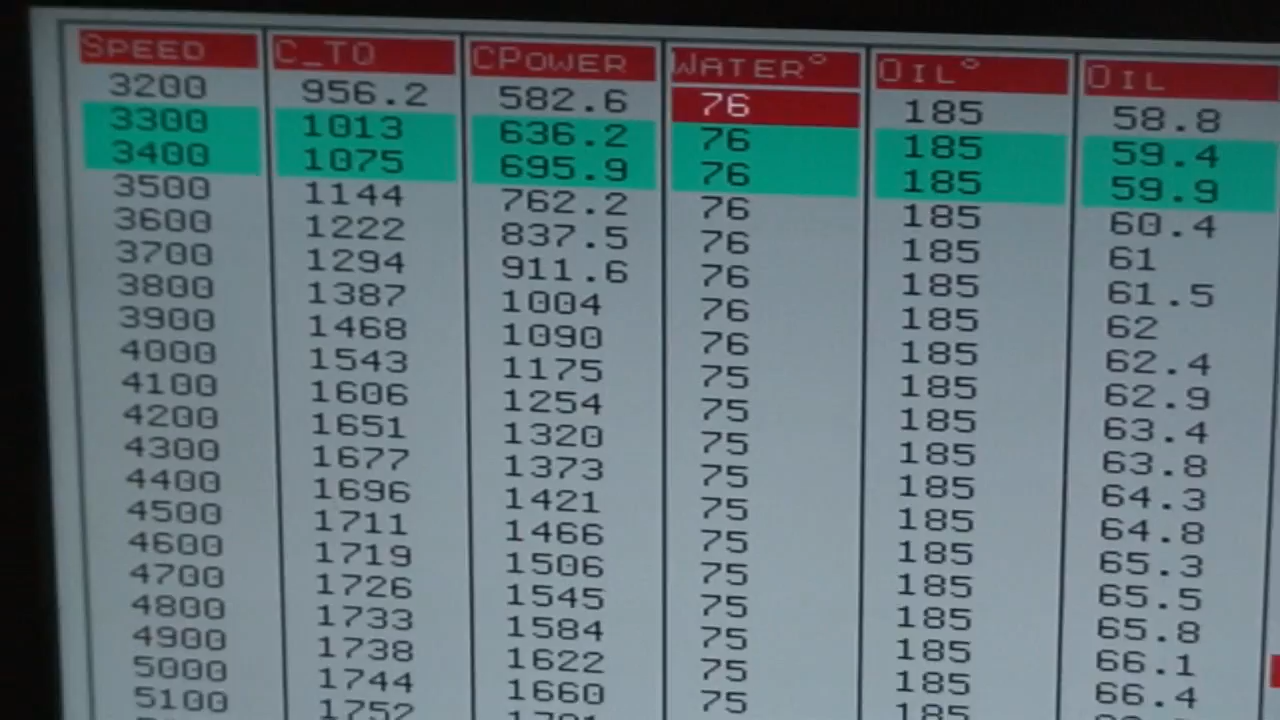 SPEED C_TQ CPOWER WATER° OIL° OIL
3200 956.2 582.6 76 185 58.8
3300 1013 636.2 76 185 59.4
3400 1075 695.9 76 185 59.9
3500 1144 762.2 76 185 60.4
3600 1222 837.5 76 185 61
3700 1294 911.6 76 185 61.5
3800 1387 1004 76 185 62
3900 1468 1090 76 185 62.4
4000 1543 1175 75 185 62.9
4100 1606 1254 75 185 63.4
4200 1651 1320 75 185 63.8
4300 1677 1373 75 185 64.3
4400 1696 1421 75 185 64.8
4500 1711 1466 75 185 65.3
4600 1719 1506 75 185 65.5
4700 1726 1545 75 185 65.8
4800 1733 1584 75 185 66.1
4900 1738 1622 75 185 66.4
5000 1744 1660 75 185
5100 1752